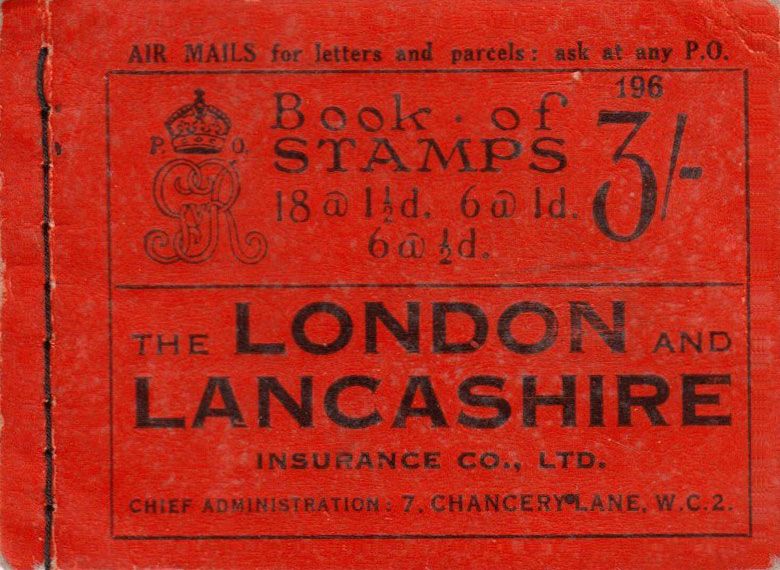 AIR MAILS for letters and parcels: ask at any P.O.
196
Book · of
STAMPS
3/-
P. O.
GVR
18 @ 1½d. 6 @ 1d.
6 @ ½d.
THE LONDON AND
LANCASHIRE
INSURANCE CO., LTD.
CHIEF ADMINISTRATION: 7, CHANCERY LANE, W.C.2.